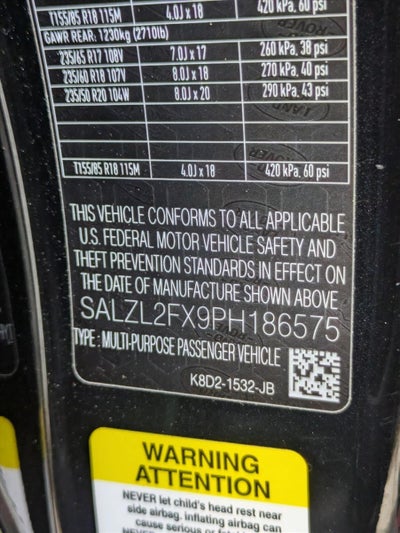 T155/85 R18 115M 4.0J x 18 420 kPa, 60 psi
GAWR REAR: 1230kg (2710lb)
235/65 R17 108V 7.0J x 17 260 kPa, 38 psi
235/60 R18 107V 8.0J x 18 270 kPa, 40 psi
235/50 R20 104W 8.0J x 20 290 kPa, 43 psi
T155/85 R18 115M 4.0J x 18 420 kPa, 60 psi
THIS VEHICLE CONFORMS TO ALL APPLICABLE
U.S. FEDERAL MOTOR VEHICLE SAFETY AND
THEFT PREVENTION STANDARDS IN EFFECT ON
THE DATE OF MANUFACTURE SHOWN ABOVE
SALZL2FX9PH186575
TYPE : MULTI-PURPOSE PASSENGER VEHICLE
K8D2-1532-JB
WARNING
ATTENTION
NEVER let child's head rest near
side airbag. inflating airbag can
cause serious or